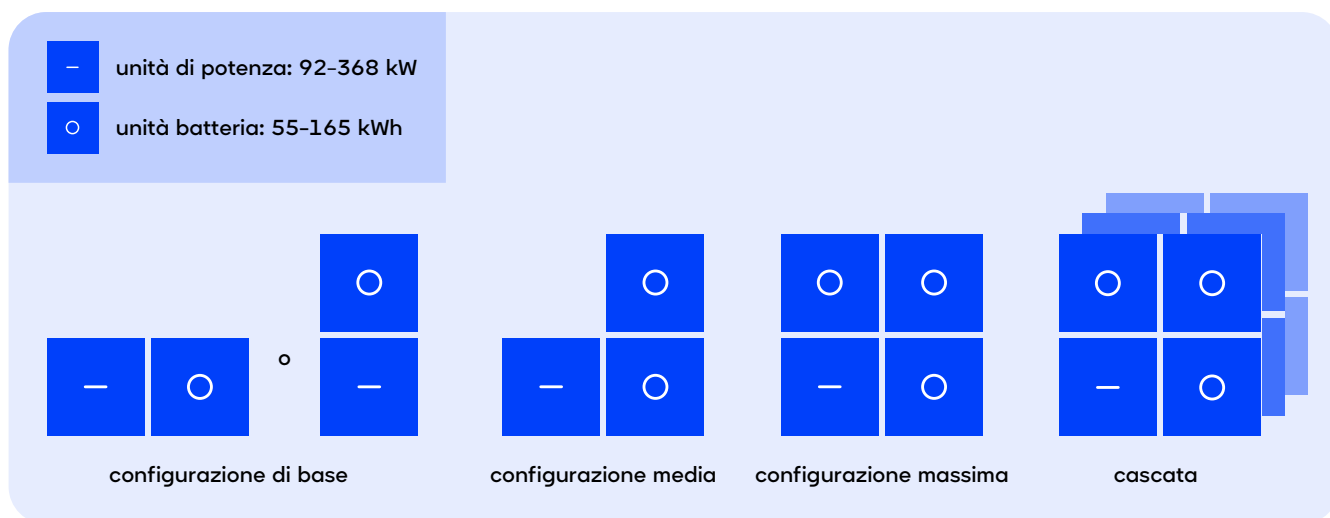 unità di potenza: 92–368 kW
unità batteria: 55–165 kWh
o
configurazione di base
configurazione media
configurazione massima
cascata